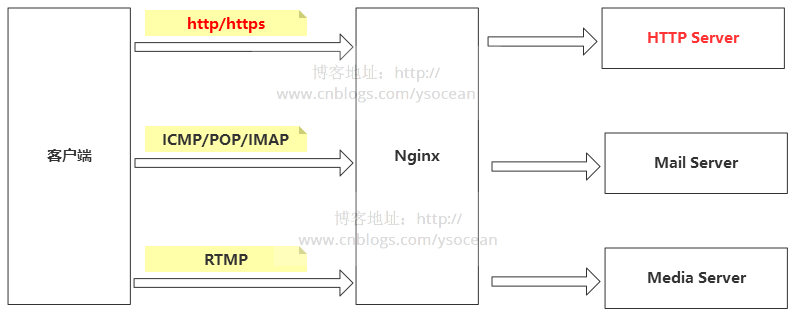 http/https
HTTP Server
博客地址：http://
www.cnblogs.com/ysocean
ICMP/POP/IMAP
客户端
Nginx
Mail Server
博客地址：http://
www.cnblogs.com/ysocean
RTMP
Media Server